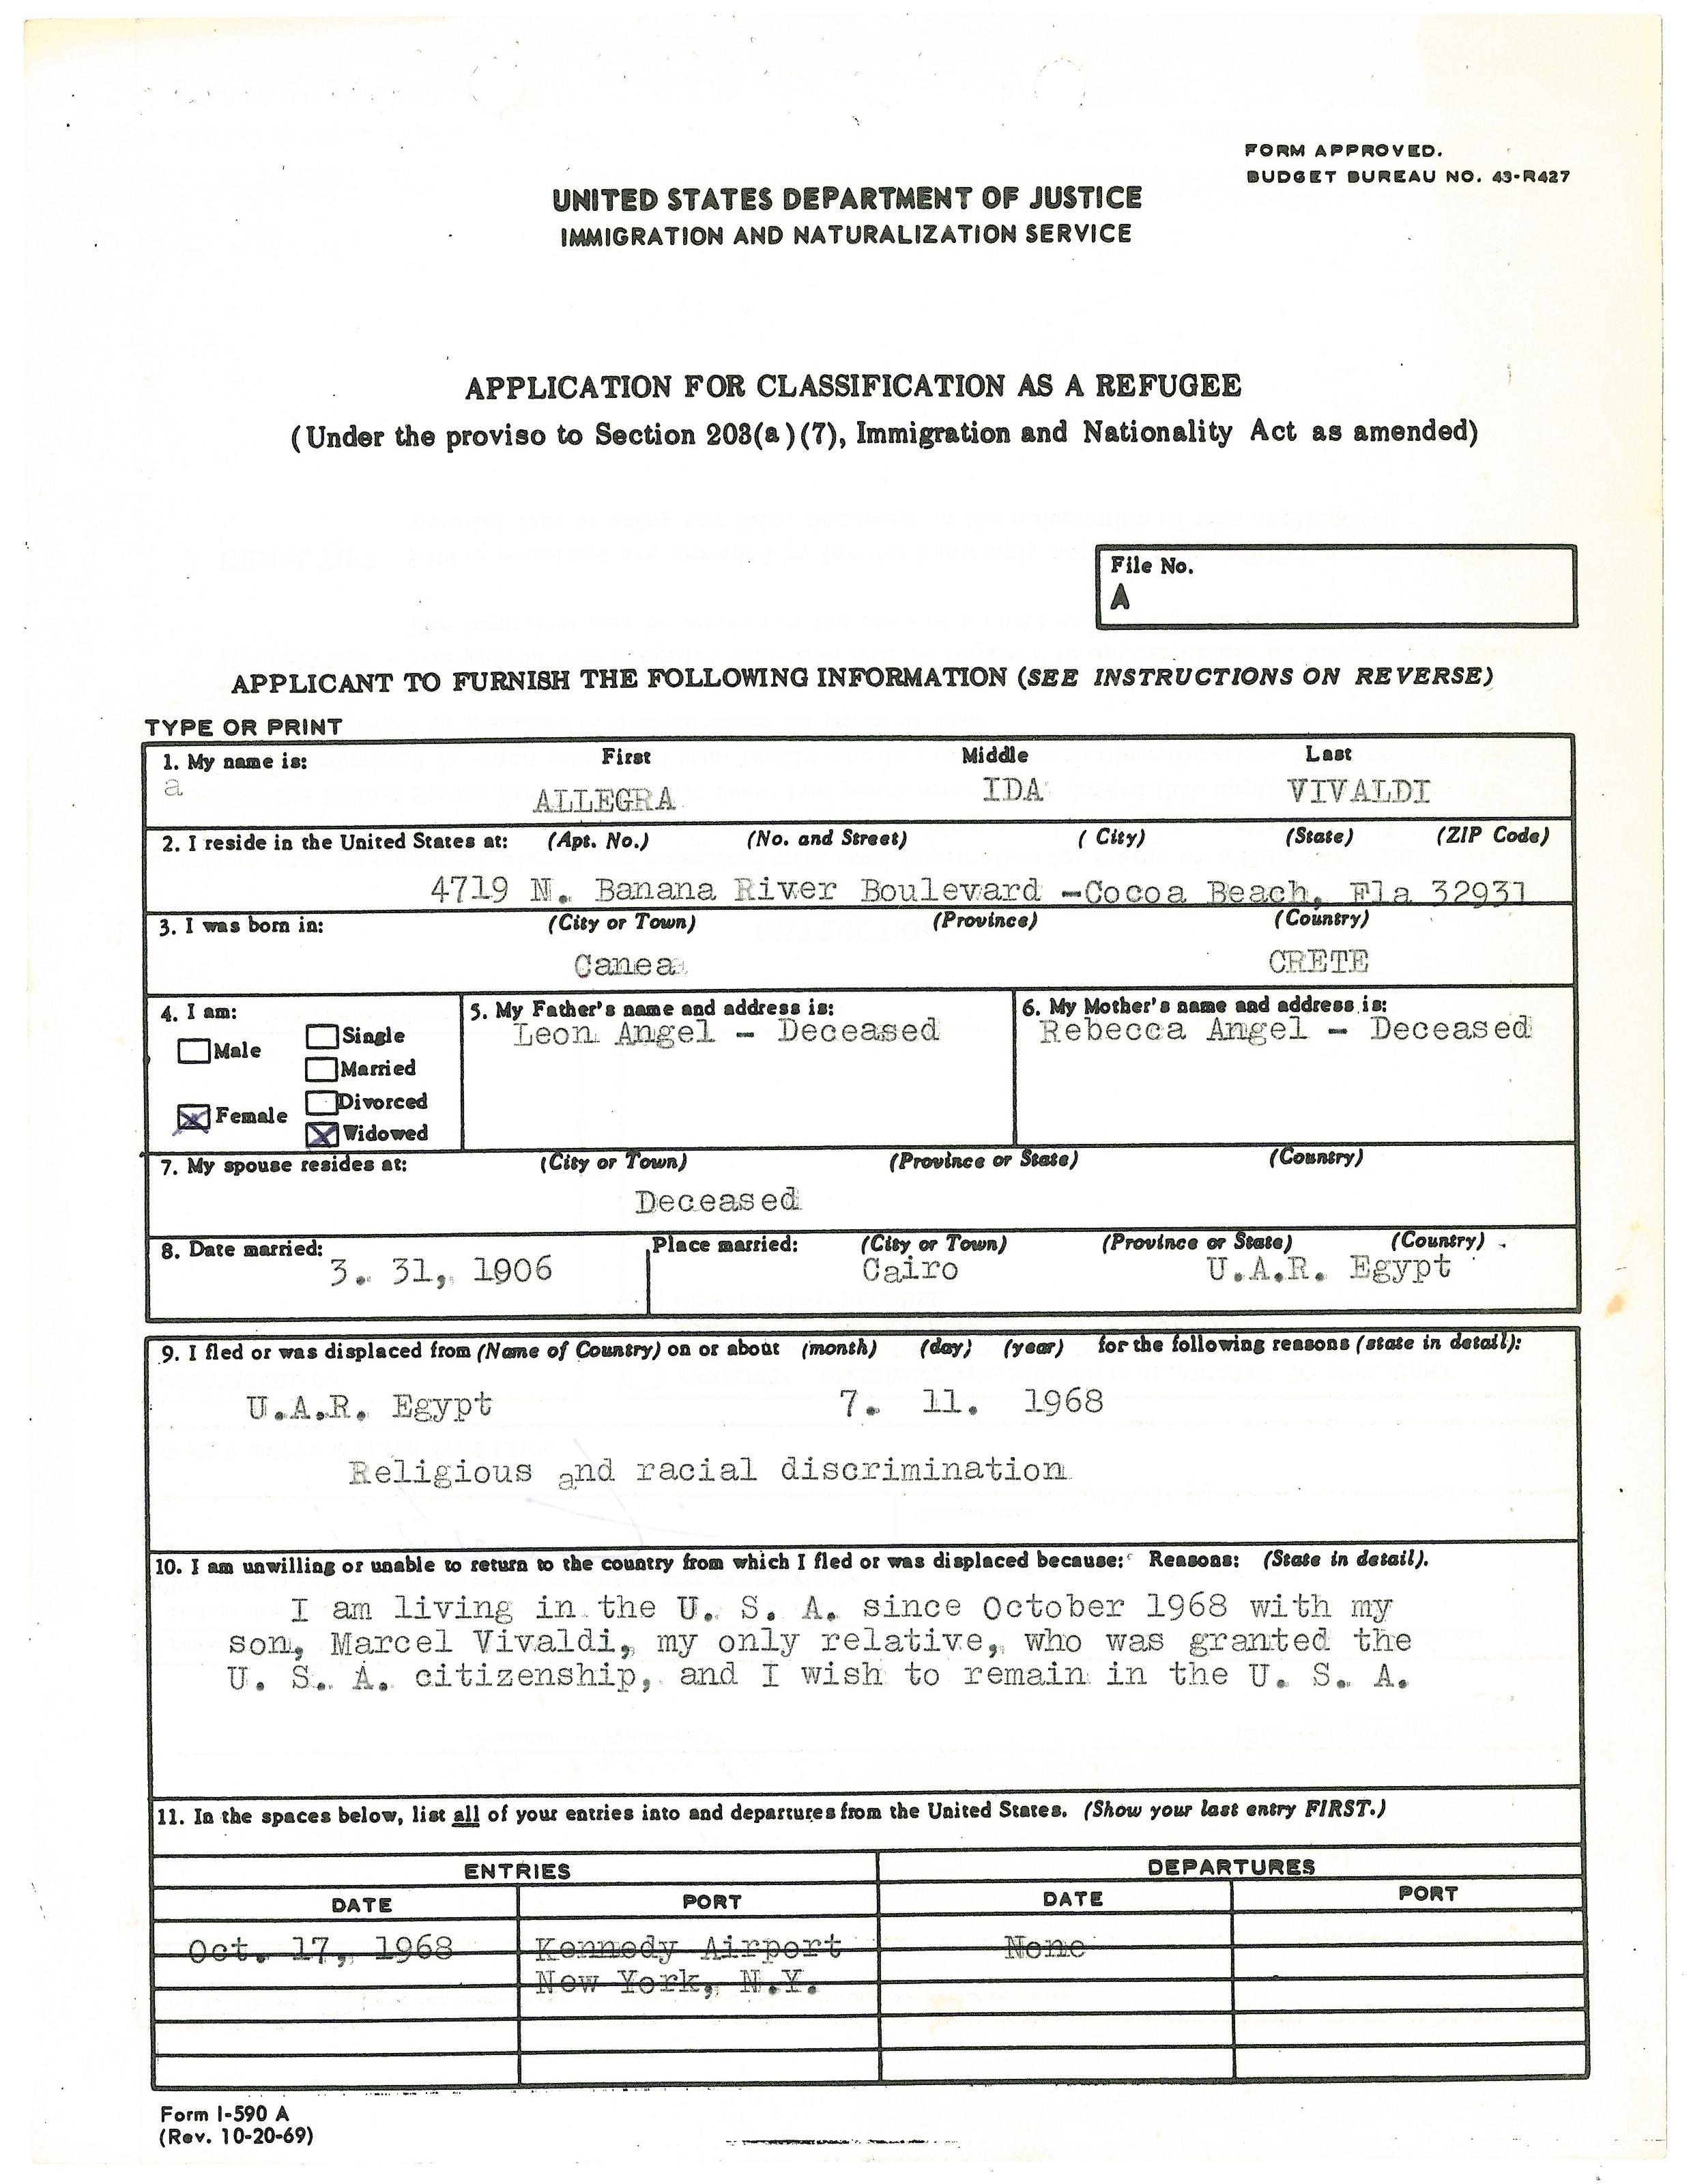 FORM APPROVED.
BUDGET BUREAU NO. 43-R427
UNITED STATES DEPARTMENT OF JUSTICE
IMMIGRATION AND NATURALIZATION SERVICE
APPLICATION FOR CLASSIFICATION AS A REFUGEE
(Under the proviso to Section 203(a)(7), Immigration and Nationality Act as amended)
File No.
A
APPLICANT TO FURNISH THE FOLLOWING INFORMATION (SEE INSTRUCTIONS ON REVERSE)
TYPE OR PRINT
1. My name is: First Middle Last
a ALLEGRA IDA VIVALDI
2. I reside in the United States at: (Apt. No.) (No. and Street) ( City) (State) (ZIP Code)
4719 N. Banana River Boulevard -Cocoa Beach, Fla 32931
3. I was born in: (City or Town) (Province) (Country)
Canea CRETE
4. I am:
Male
Female
Single
Married
Divorced
Widowed
5. My Father's name and address is:
Leon Angel - Deceased
6. My Mother's name and address is:
Rebecca Angel - Deceased
7. My spouse resides at: (City or Town) (Province or State) (Country)
Deceased
8. Date married: Place married: (City or Town) (Province or State) (Country)
3. 31, 1906 Cairo U.A.R. Egypt
9. I fled or was displaced from (Name of Country) on or about (month) (day) (year) for the following reasons (state in detail):
U.A.R. Egypt 7. 11. 1968
Religious and racial discrimination
10. I am unwilling or unable to return to the country from which I fled or was displaced because: Reasons: (State in detail).
I am living in the U. S. A. since October 1968 with my
son, Marcel Vivaldi, my only relative, who was granted the
U. S. A. citizenship, and I wish to remain in the U. S. A.
11. In the spaces below, list all of your entries into and departures from the United States. (Show your last entry FIRST.)
ENTRIES DEPARTURES
DATE PORT DATE PORT
Oct. 17, 1968 Kennedy Airport None
New York, N.Y.
Form I-590 A
(Rev. 10-20-69)